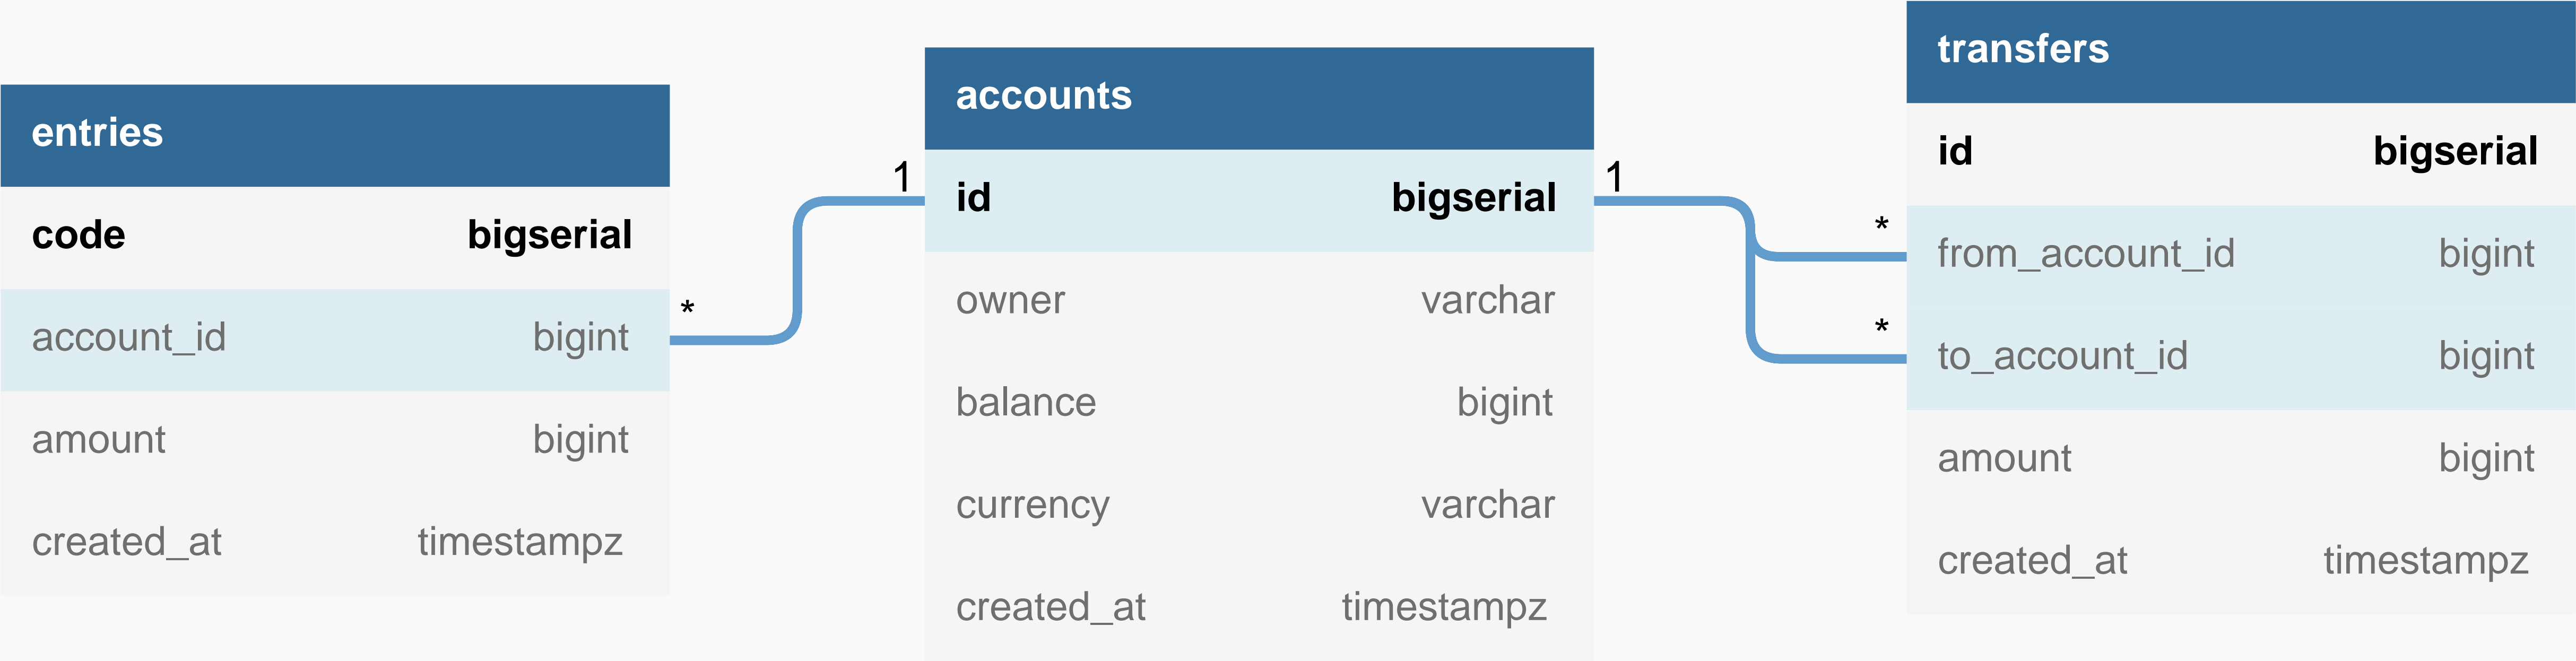 entries
code bigserial
* 
account_id bigint
amount bigint
created_at timestampz
accounts
1 id bigserial 1
owner varchar
balance bigint
currency varchar
created_at timestampz
transfers
id bigserial
*
from_account_id bigint
*
to_account_id bigint
amount bigint
created_at timestampz